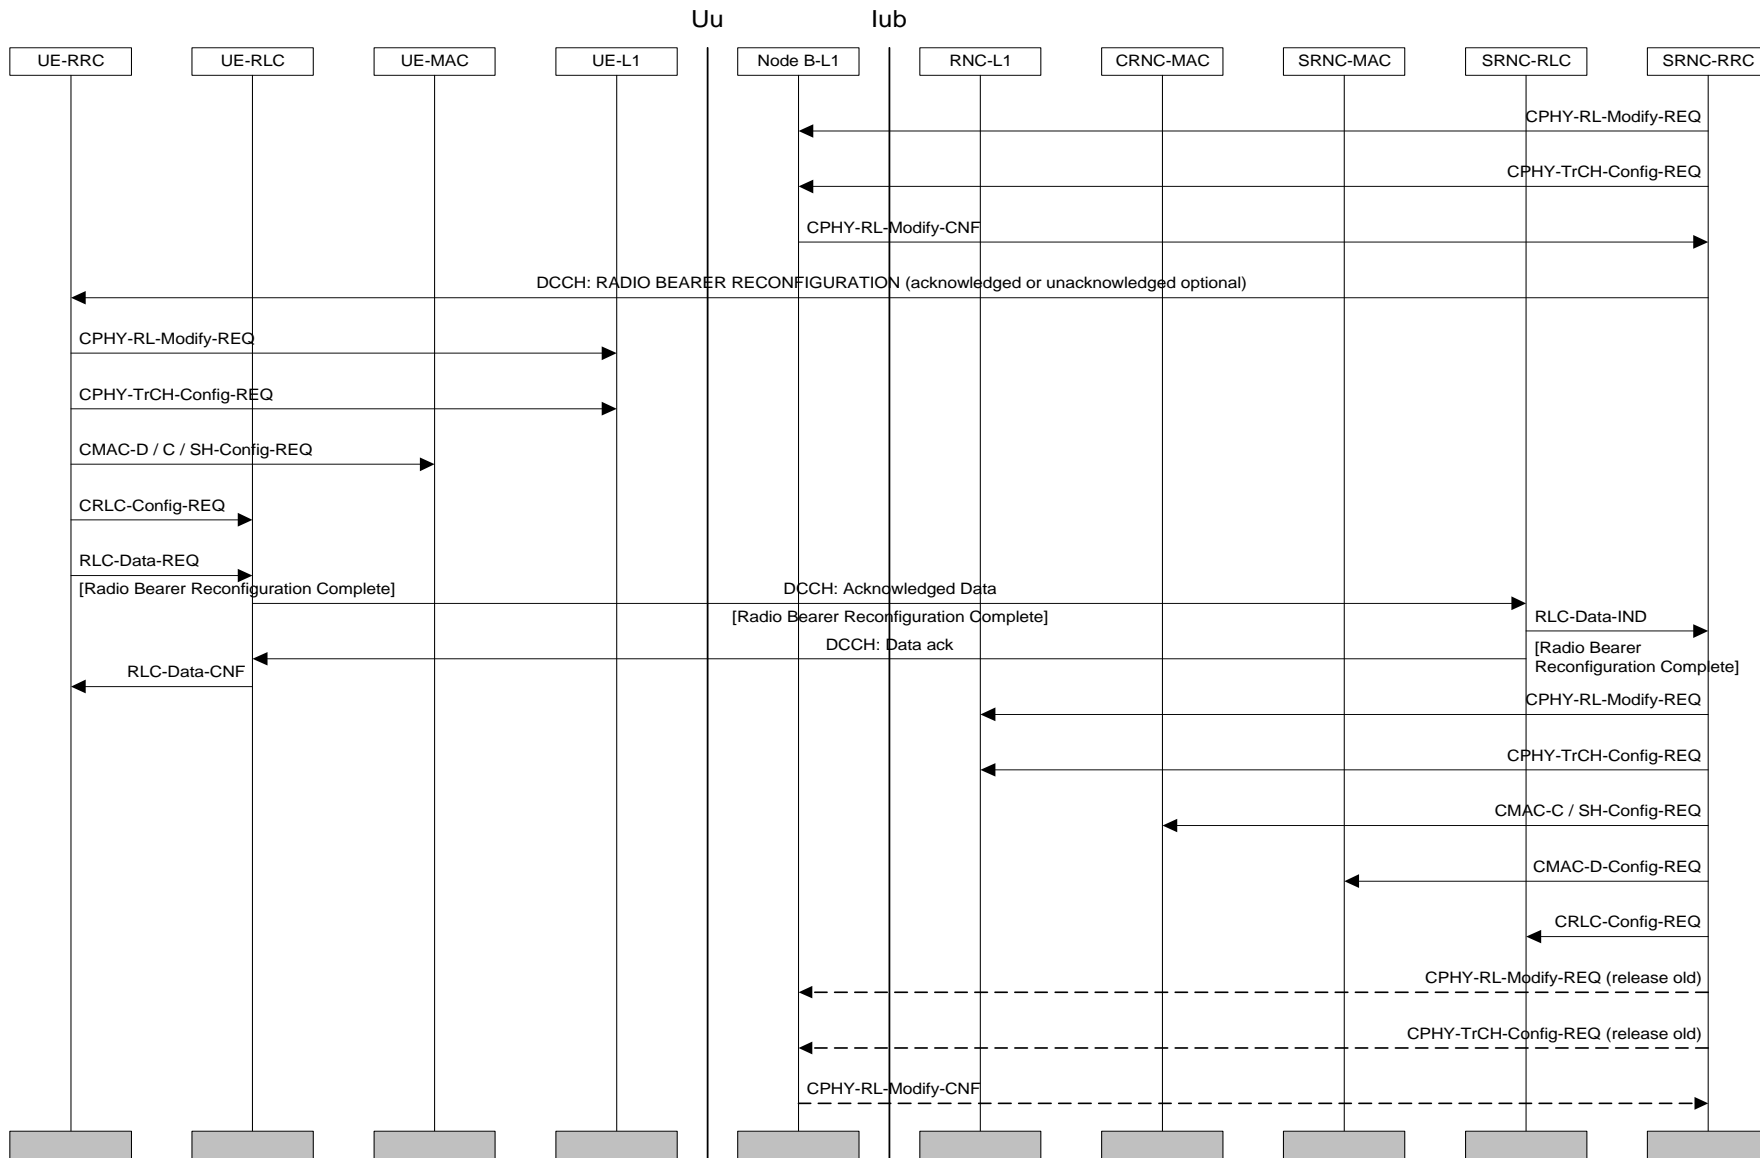 Uu Iub
UE-RRC UE-RLC UE-MAC UE-L1 Node B-L1 RNC-L1 CRNC-MAC SRNC-MAC SRNC-RLC SRNC-RRC
CPHY-RL-Modify-REQ
CPHY-TrCH-Config-REQ
CPHY-RL-Modify-CNF
DCCH: RADIO BEARER RECONFIGURATION (acknowledged or unacknowledged optional)
CPHY-RL-Modify-REQ
CPHY-TrCH-Config-REQ
CMAC-D / C / SH-Config-REQ
CRLC-Config-REQ
RLC-Data-REQ
[Radio Bearer Reconfiguration Complete]
DCCH: Acknowledged Data
[Radio Bearer Reconfiguration Complete]
RLC-Data-IND
[Radio Bearer
Reconfiguration Complete]
DCCH: Data ack
RLC-Data-CNF
CPHY-RL-Modify-REQ
CPHY-TrCH-Config-REQ
CMAC-C / SH-Config-REQ
CMAC-D-Config-REQ
CRLC-Config-REQ
CPHY-RL-Modify-REQ (release old)
CPHY-TrCH-Config-REQ (release old)
CPHY-RL-Modify-CNF